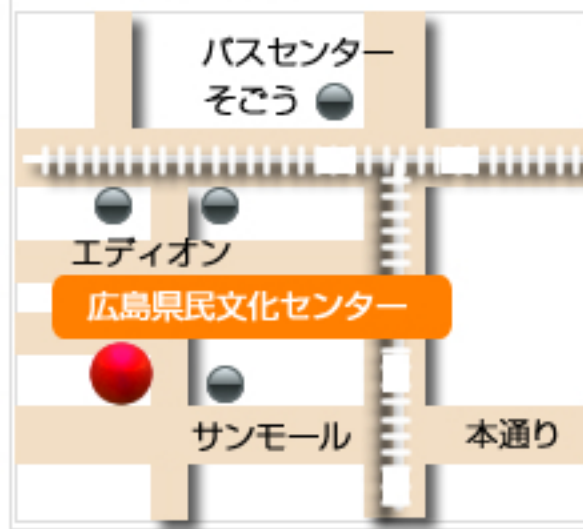 バスセンター
そごう
エディオン
広島県民文化センター
サンモール
本通り